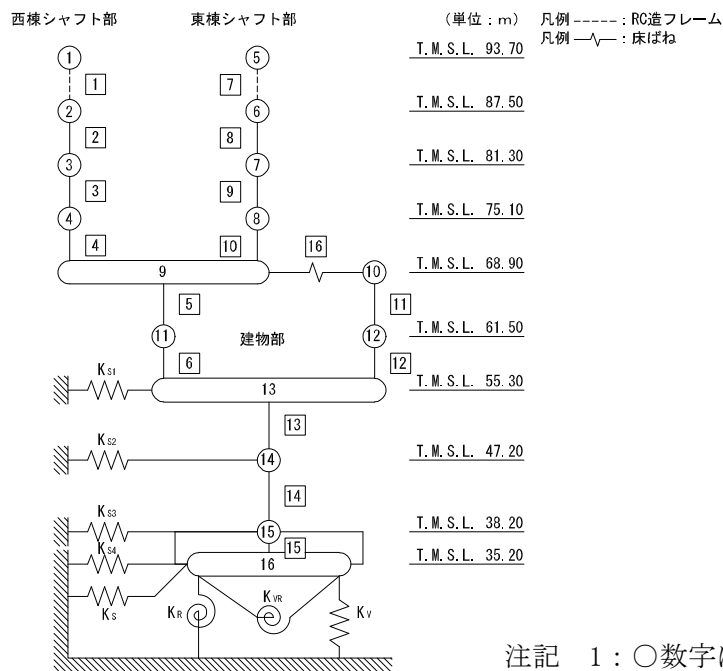 西棟シャフト部 東棟シャフト部 (単位：m) 凡例 ----- : RC造フレーム
凡例 : 床ばね
1 5 T.M.S.L. 93.70
1 7
2 6 T.M.S.L. 87.50
2 8
3 7 T.M.S.L. 81.30
3 9
4 8 T.M.S.L. 75.10
4 10 16
9 10 T.M.S.L. 68.90
5 11
11 建物部 12 T.M.S.L. 61.50
6 12
KS1 13 T.M.S.L. 55.30
13
KS2 14 T.M.S.L. 47.20
14
KS3 15 T.M.S.L. 38.20
KS4 15
16 T.M.S.L. 35.20
KS KR KVR KV
注記 1：○数字